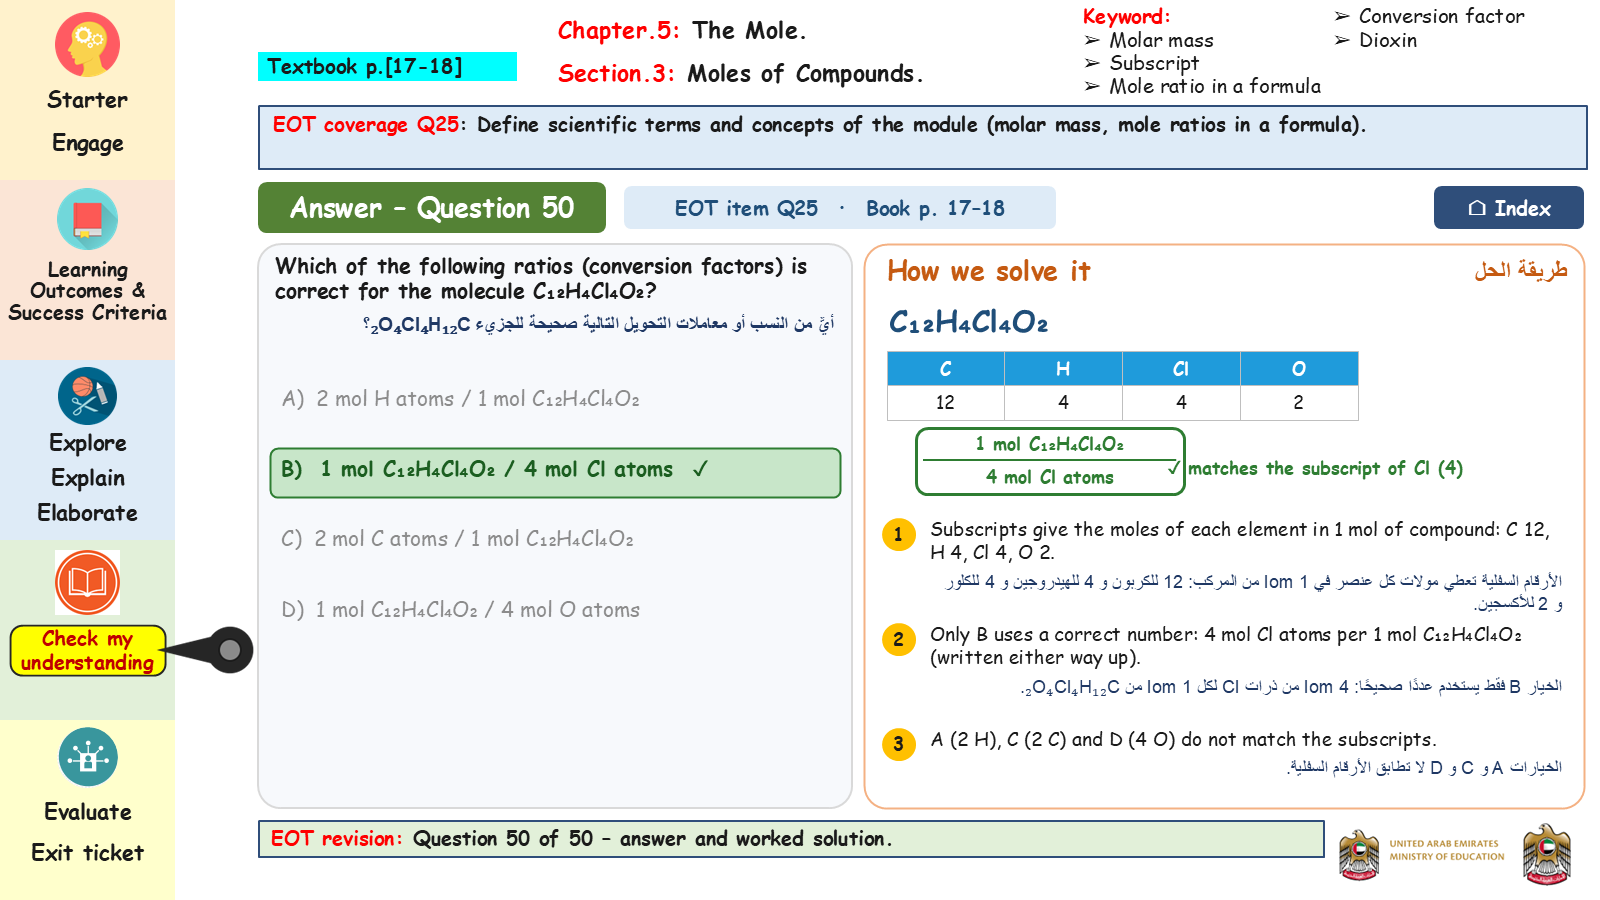 Starter
Engage
Learning
Outcomes &
Success Criteria
Explore
Explain
Elaborate
Check my
understanding
Evaluate
Exit ticket
Textbook p.[17-18]
Chapter.5: The Mole.
Section.3: Moles of Compounds.
Keyword:
➢ Molar mass
➢ Subscript
➢ Mole ratio in a formula
➢ Conversion factor
➢ Dioxin
EOT coverage Q25: Define scientific terms and concepts of the module (molar mass, mole ratios in a formula).
Answer – Question 50
EOT item Q25 · Book p. 17–18
☖ Index
Which of the following ratios (conversion factors) is
correct for the molecule C₁₂H₄Cl₄O₂?
أيٌّ من النسب أو معاملات التحويل التالية صحيحة للجزيء C₁₂H₄Cl₄O₂؟
A) 2 mol H atoms / 1 mol C₁₂H₄Cl₄O₂
B) 1 mol C₁₂H₄Cl₄O₂ / 4 mol Cl atoms ✓
C) 2 mol C atoms / 1 mol C₁₂H₄Cl₄O₂
D) 1 mol C₁₂H₄Cl₄O₂ / 4 mol O atoms
How we solve it
طريقة الحل
C₁₂H₄Cl₄O₂
C H Cl O
12 4 4 2
1 mol C₁₂H₄Cl₄O₂
4 mol Cl atoms
✓ matches the subscript of Cl (4)
1 Subscripts give the moles of each element in 1 mol of compound: C 12,
H 4, Cl 4, O 2.
الأرقام السفلية تعطي مولات كل عنصر في 1 mol من المركب: 12 للكربون و 4 للهيدروجين و 4 للكلور
و 2 للأكسجين.
2 Only B uses a correct number: 4 mol Cl atoms per 1 mol C₁₂H₄Cl₄O₂
(written either way up).
الخيار B فقط يستخدم عددًا صحيحًا: 4 mol من ذرات Cl لكل 1 mol من C₁₂H₄Cl₄O₂.
3 A (2 H), C (2 C) and D (4 O) do not match the subscripts.
الخيارات A و C و D لا تطابق الأرقام السفلية.
EOT revision: Question 50 of 50 – answer and worked solution.
UNITED ARAB EMIRATES
MINISTRY OF EDUCATION